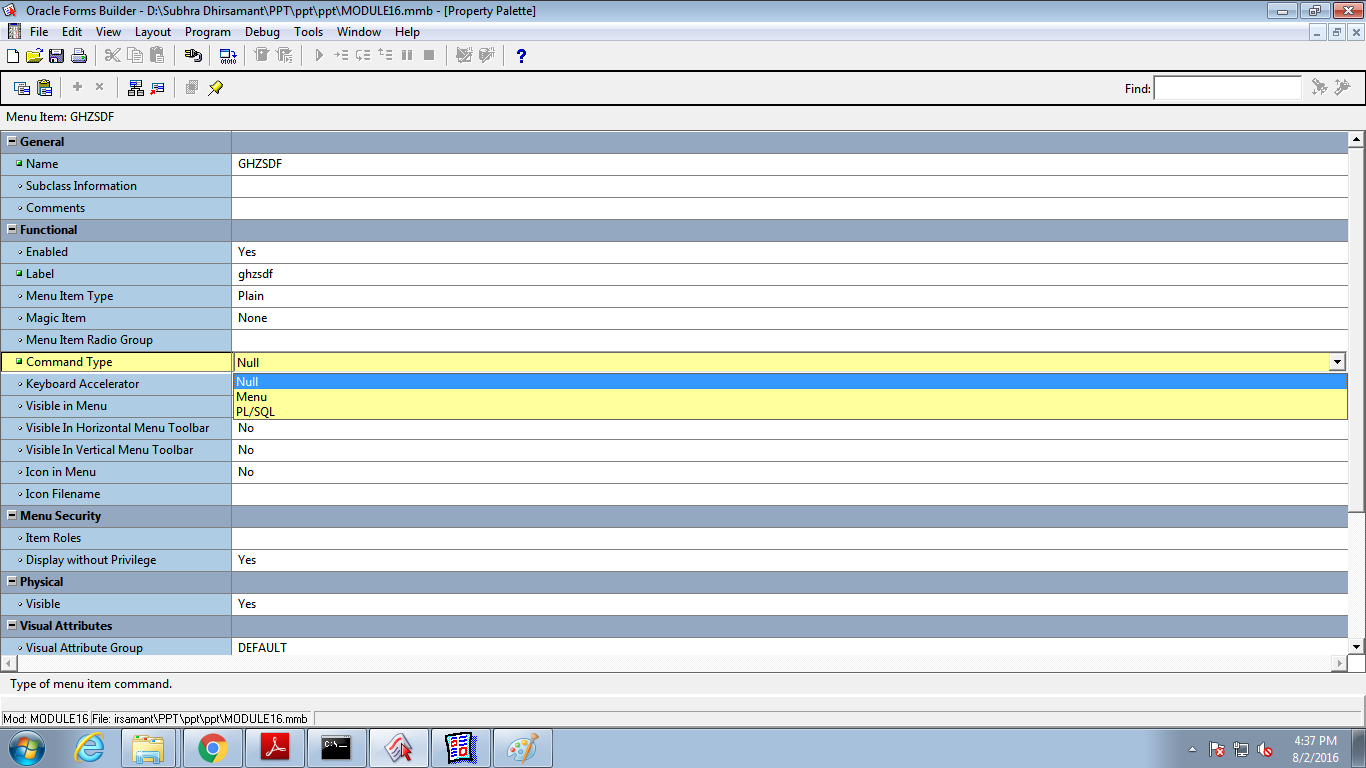 Oracle Forms Builder - D:\Subhra Dhirsamant\PPT\ppt\ppt\MODULE16.mmb - [Property Palette]
File Edit View Layout Program Debug Tools Window Help
Find:
Menu Item: GHZSDF
General
Name GHZSDF
Subclass Information
Comments
Functional
Enabled Yes
Label ghzsdf
Menu Item Type Plain
Magic Item None
Menu Item Radio Group
Command Type Null
Null
Keyboard Accelerator
Menu
Visible in Menu
PL/SQL
Visible In Horizontal Menu Toolbar No
Visible In Vertical Menu Toolbar No
Icon in Menu No
Icon Filename
Menu Security
Item Roles
Display without Privilege Yes
Physical
Visible Yes
Visual Attributes
Visual Attribute Group DEFAULT
Type of menu item command.
Mod: MODULE16 File: irsamant\PPT\ppt\ppt\MODULE16.mmb
4:37 PM
8/2/2016